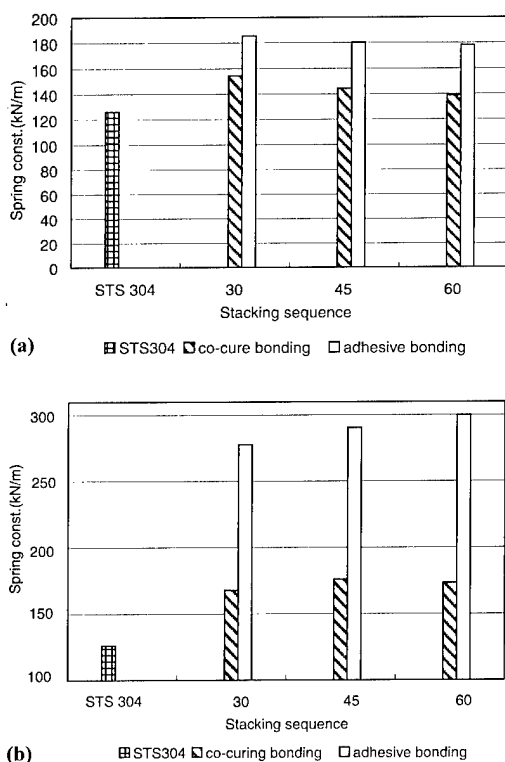 200
180
160
140
120
100
80
60
40
20
0
Spring const.(kN/m)
STS 304 30 45 60
Stacking sequence
(a) STS304 co-cure bonding adhesive bonding
300
250
200
150
100
Spring const.(kN/m)
STS 304 30 45 60
Stacking sequence
(b) STS304 co-curing bonding adhesive bonding